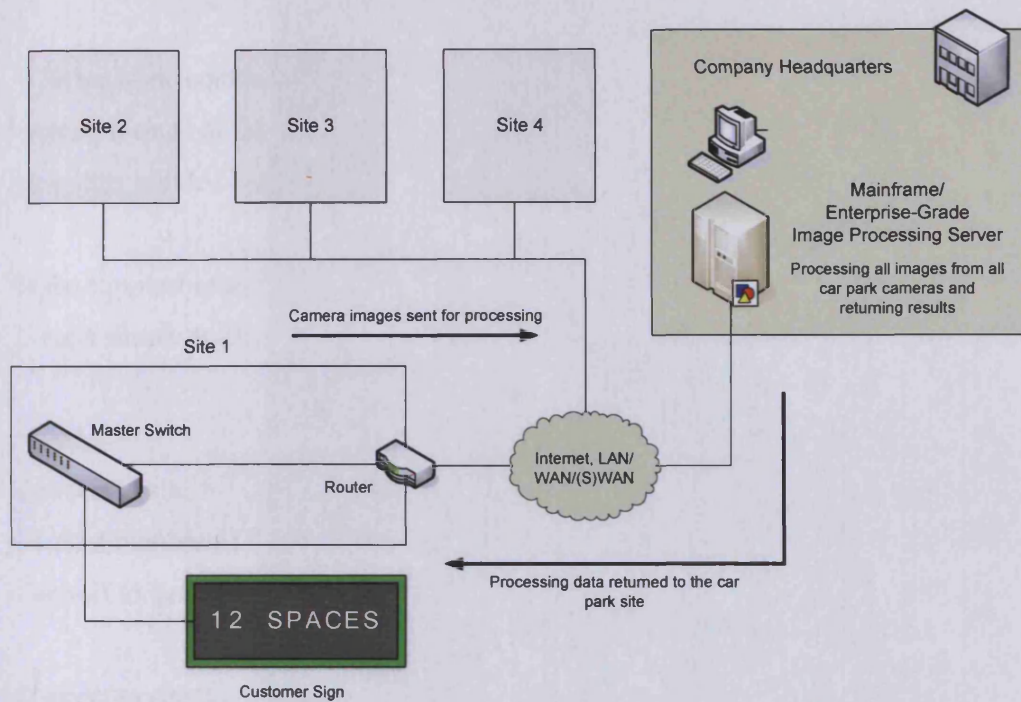 Company Headquarters
Site 2
Site 3
Site 4
Mainframe/
Enterprise-Grade
Image Processing Server
Processing all images from all
car park cameras and
returning results
Camera images sent for processing
Site 1
Master Switch
Router
Internet, LAN/
WAN/(S)WAN
Processing data returned to the car
park site
12 SPACES
Customer Sign